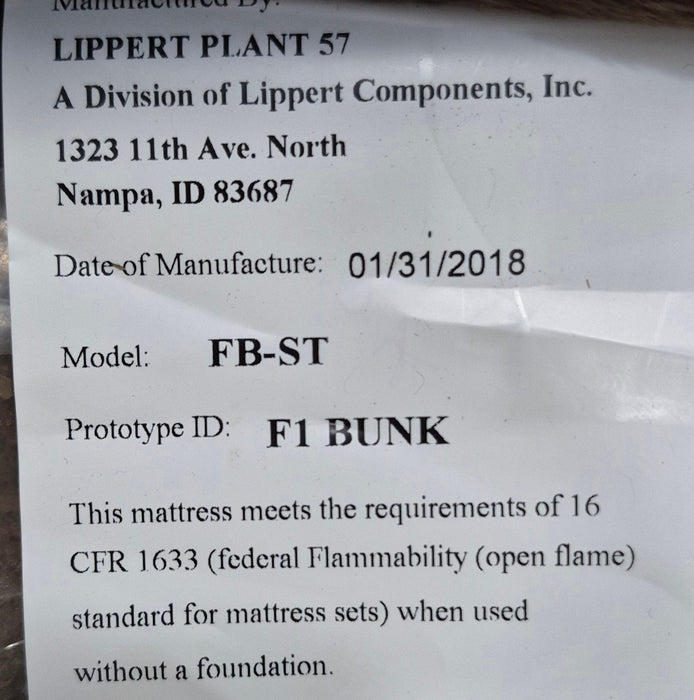 Manufactured By:
LIPPERT PLANT 57
A Division of Lippert Components, Inc.
1323 11th Ave. North
Nampa, ID 83687
Date of Manufacture: 01/31/2018
Model: FB-ST
Prototype ID: F1 BUNK
This mattress meets the requirements of 16
CFR 1633 (federal Flammability (open flame)
standard for mattress sets) when used
without a foundation.